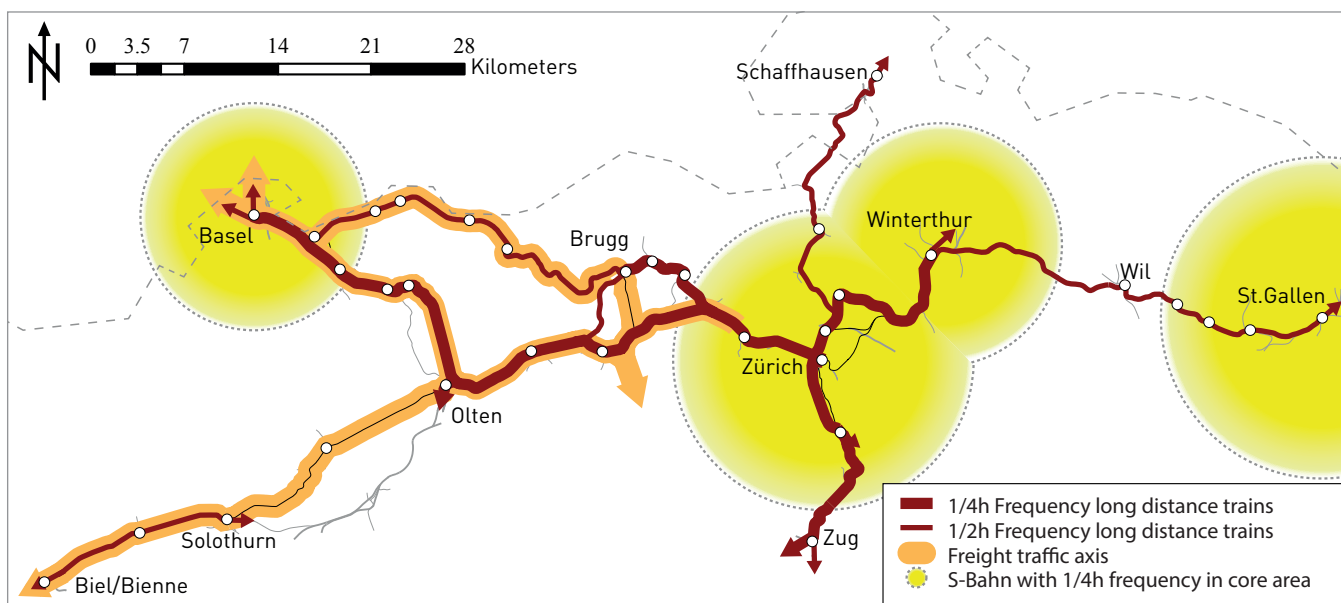 N
0 3.5 7 14 21 28
Kilometers
Schaffhausen
Basel
Brugg
Winterthur
Wil
St.Gallen
Zürich
Olten
Solothurn
Zug
Biel/Bienne
1/4h Frequency long distance trains
1/2h Frequency long distance trains
Freight traffic axis
S-Bahn with 1/4h frequency in core area